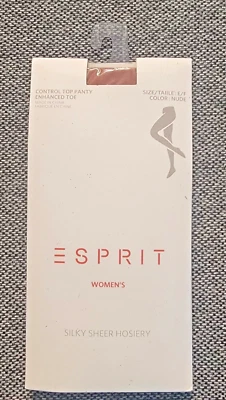 CONTROL TOP PANTY
ENHANCED TOE
SIZE/TAILLE: E/F
COLOR: NUDE
ESPRIT
WOMEN'S
SILKY SHEER HOSIERY